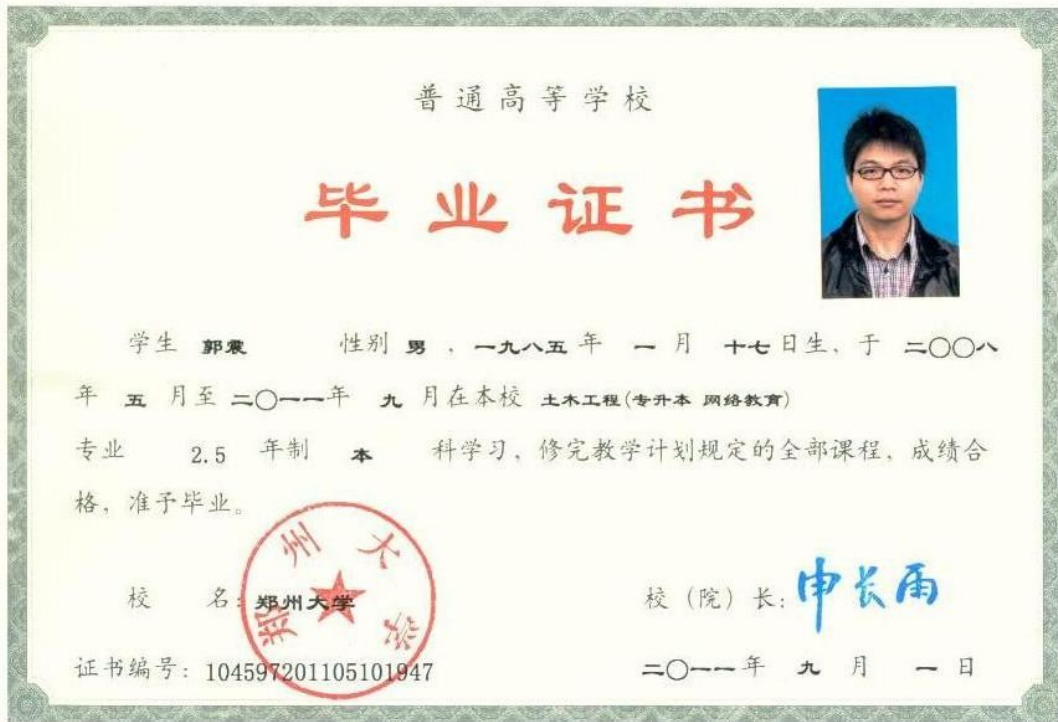 普通高等学校
毕业证书
学生 郭震 性别 男 ，一九八五 年 一 月 十七 日生，于 二〇〇八
年 五 月至 二〇一一年 九 月在本校 土木工程(专升本 网络教育)
专业 2.5 年制 本 科学习，修完教学计划规定的全部课程，成绩合
格，准予毕业。
郑州大学
校 名：郑州大学 校（院）长：申长雨
证书编号：104597201105101947 二〇一一年 九 月 一 日